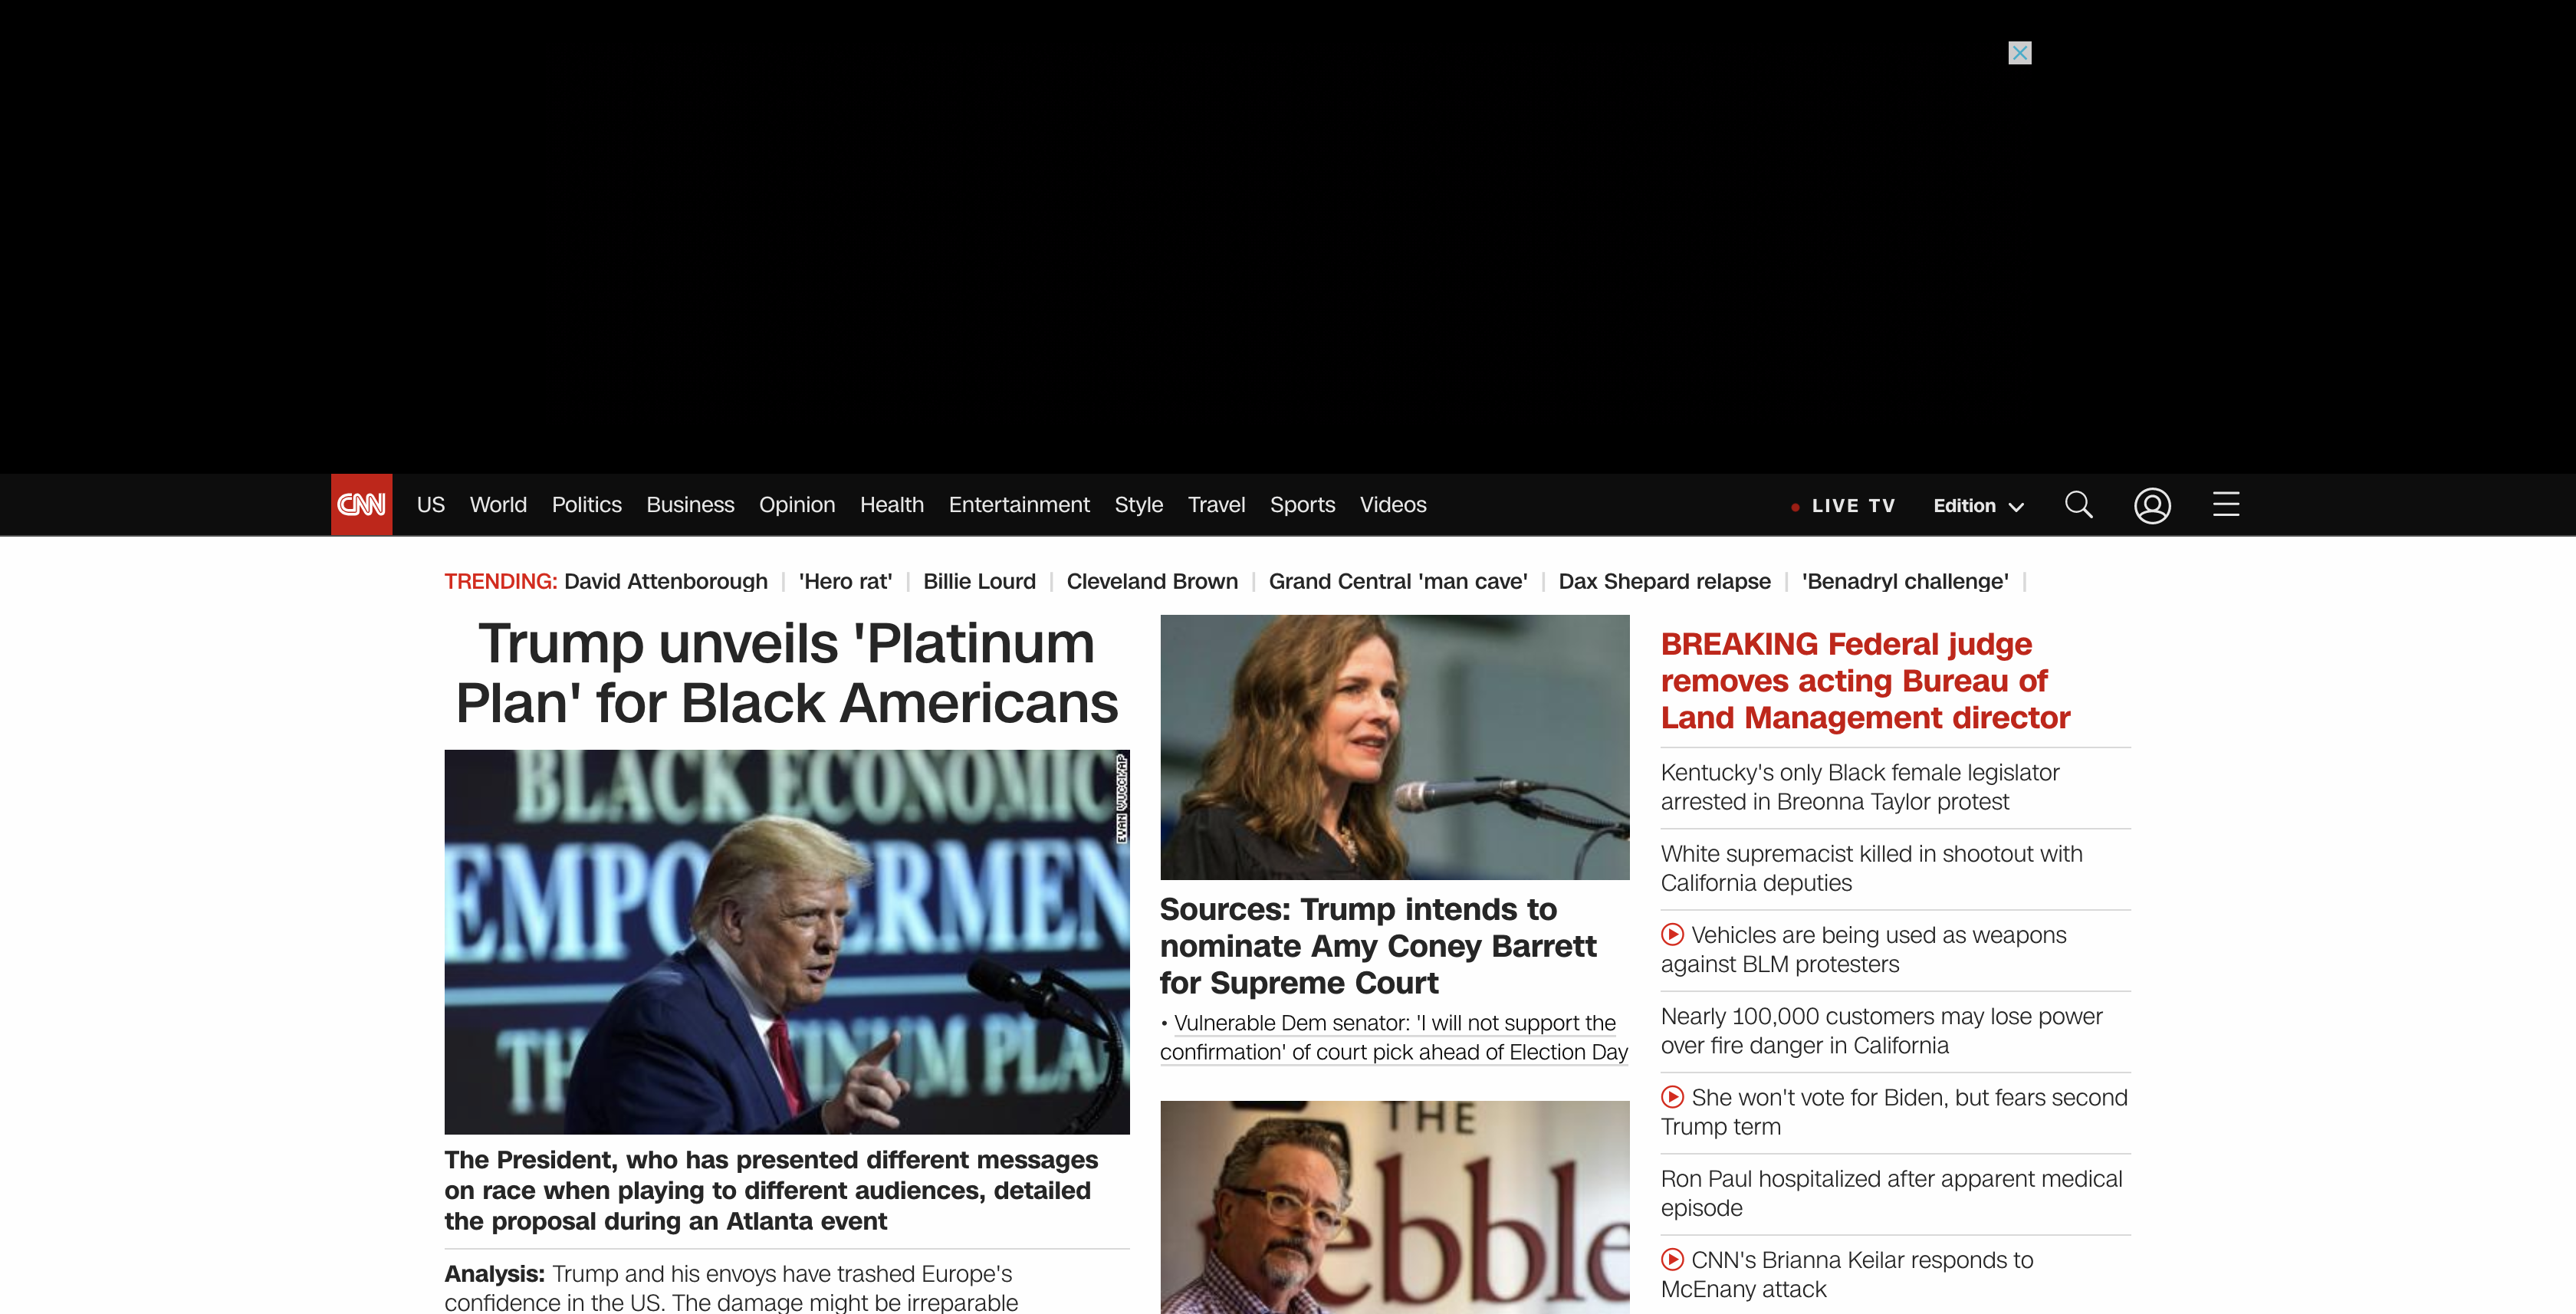 CNN
US World Politics Business Opinion Health Entertainment Style Travel Sports Videos
LIVE TV Edition
TRENDING: David Attenborough | 'Hero rat' | Billie Lourd | Cleveland Brown | Grand Central 'man cave' | Dax Shepard relapse | 'Benadryl challenge' |
Trump unveils 'Platinum
Plan' for Black Americans
BLACK ECONOMIC
EVAN VUCCI/AP
The President, who has presented different messages
on race when playing to different audiences, detailed
the proposal during an Atlanta event
Analysis: Trump and his envoys have trashed Europe's
confidence in the US. The damage might be irreparable
Sources: Trump intends to
nominate Amy Coney Barrett
for Supreme Court
• Vulnerable Dem senator: 'I will not support the
confirmation' of court pick ahead of Election Day
THE
ebble
BREAKING Federal judge
removes acting Bureau of
Land Management director
Kentucky's only Black female legislator
arrested in Breonna Taylor protest
White supremacist killed in shootout with
California deputies
Vehicles are being used as weapons
against BLM protesters
Nearly 100,000 customers may lose power
over fire danger in California
She won't vote for Biden, but fears second
Trump term
Ron Paul hospitalized after apparent medical
episode
CNN's Brianna Keilar responds to
McEnany attack